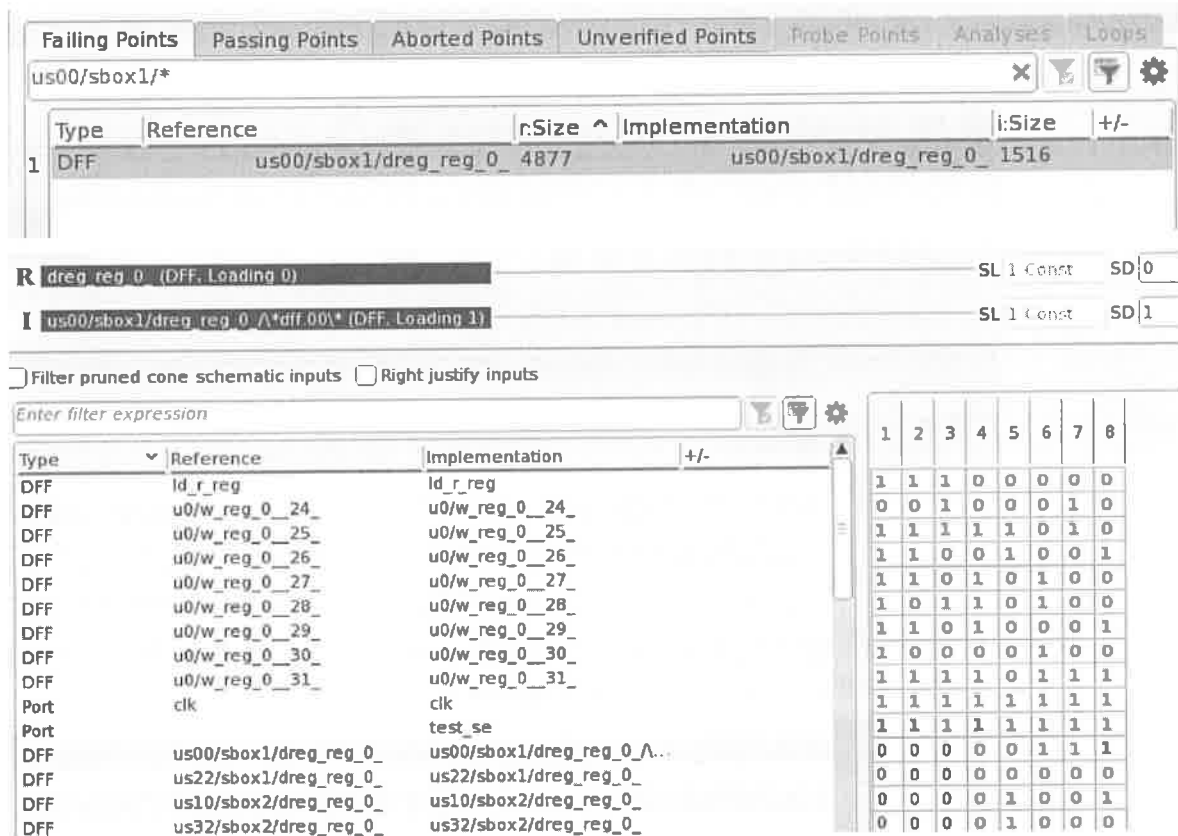 Failing Points Passing Points Aborted Points Unverified Points Probe Points Analyses Loops
us00/sbox1/*
Type Reference r:Size ^ Implementation i:Size +/-
1 DFF us00/sbox1/dreg_reg_0_ 4877 us00/sbox1/dreg_reg_0_ 1516
R dreg_reg_0_ (DFF, Loading 0) SL 1 Const SD 0
I us00/sbox1/dreg_reg_0_/\*dff.00\* (DFF, Loading 1) SL 1 Const SD 1
Filter pruned cone schematic inputs Right justify inputs
Enter filter expression
1 2 3 4 5 6 7 8
Type Reference Implementation +/-
DFF ld_r_reg ld_r_reg 1 1 1 0 0 0 0 0
DFF u0/w_reg_0__24_ u0/w_reg_0__24_ 0 0 1 0 0 0 1 0
DFF u0/w_reg_0__25_ u0/w_reg_0__25_ 1 1 1 1 1 0 1 0
DFF u0/w_reg_0__26_ u0/w_reg_0__26_ 1 1 0 0 1 0 0 1
DFF u0/w_reg_0__27_ u0/w_reg_0__27_ 1 1 0 1 0 1 0 0
DFF u0/w_reg_0__28_ u0/w_reg_0__28_ 1 0 1 1 0 1 0 0
DFF u0/w_reg_0__29_ u0/w_reg_0__29_ 1 1 0 1 0 0 0 1
DFF u0/w_reg_0__30_ u0/w_reg_0__30_ 1 0 0 0 0 1 0 0
DFF u0/w_reg_0__31_ u0/w_reg_0__31_ 1 1 1 1 0 1 1 1
Port clk clk 1 1 1 1 1 1 1 1
Port test_se 1 1 1 1 1 1 1 1
DFF us00/sbox1/dreg_reg_0_ us00/sbox1/dreg_reg_0_/\... 0 0 0 0 0 1 1 1
DFF us22/sbox1/dreg_reg_0_ us22/sbox1/dreg_reg_0_ 0 0 0 0 0 0 0 0
DFF us10/sbox2/dreg_reg_0_ us10/sbox2/dreg_reg_0_ 0 0 0 0 1 0 0 1
DFF us32/sbox2/dreg_reg_0_ us32/sbox2/dreg_reg_0_ 0 0 0 0 1 0 0 0